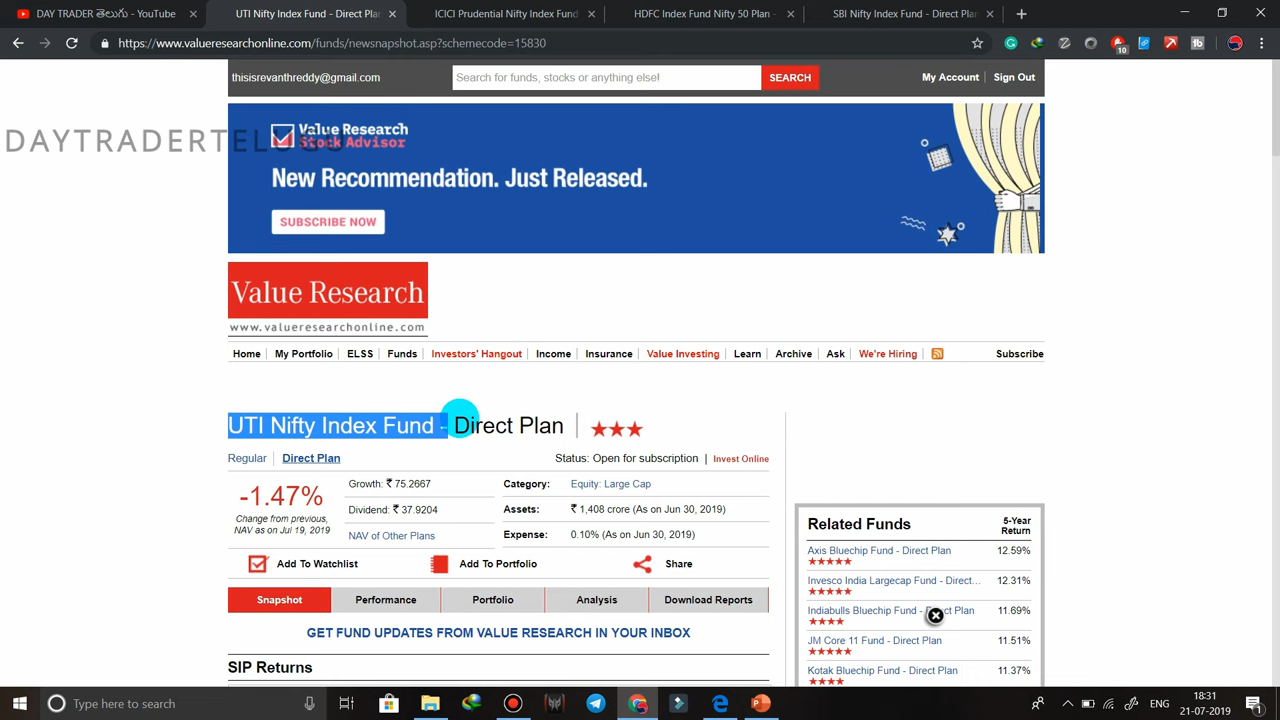 DAY TRADER తెలుగు - YouTube
UTI Nifty Index Fund - Direct Plan
ICICI Prudential Nifty Index Fund
HDFC Index Fund Nifty 50 Plan -
SBI Nifty Index Fund - Direct Plan
https://www.valueresearchonline.com/funds/newsnapshot.asp?schemecode=15830
10
thisisrevanthreddy@gmail.com
Search for funds, stocks or anything else!
SEARCH
My Account
Sign Out
DAYTRADERTELUGU
Value Research
Stock Advisor
New Recommendation. Just Released.
SUBSCRIBE NOW
Value Research
www.valueresearchonline.com
Home My Portfolio ELSS Funds Investors' Hangout Income Insurance Value Investing Learn Archive Ask We're Hiring Subscribe
UTI Nifty Index Fund - Direct Plan
Regular Direct Plan
Status: Open for subscription | Invest Online
-1.47%
Change from previous,
NAV as on Jul 19, 2019
Growth: ₹ 75.2667
Dividend: ₹ 37.9204
NAV of Other Plans
Category: Equity: Large Cap
Assets: ₹ 1,408 crore (As on Jun 30, 2019)
Expense: 0.10% (As on Jun 30, 2019)
Add To Watchlist
Add To Portfolio
Share
Snapshot Performance Portfolio Analysis Download Reports
GET FUND UPDATES FROM VALUE RESEARCH IN YOUR INBOX
SIP Returns
Related Funds
5-Year
Return
Axis Bluechip Fund - Direct Plan 12.59%
Invesco India Largecap Fund - Direct... 12.31%
Indiabulls Bluechip Fund - Plan 11.69%
JM Core 11 Fund - Direct Plan 11.51%
Kotak Bluechip Fund - Direct Plan 11.37%
Type here to search
ENG
18:31
21-07-2019
1